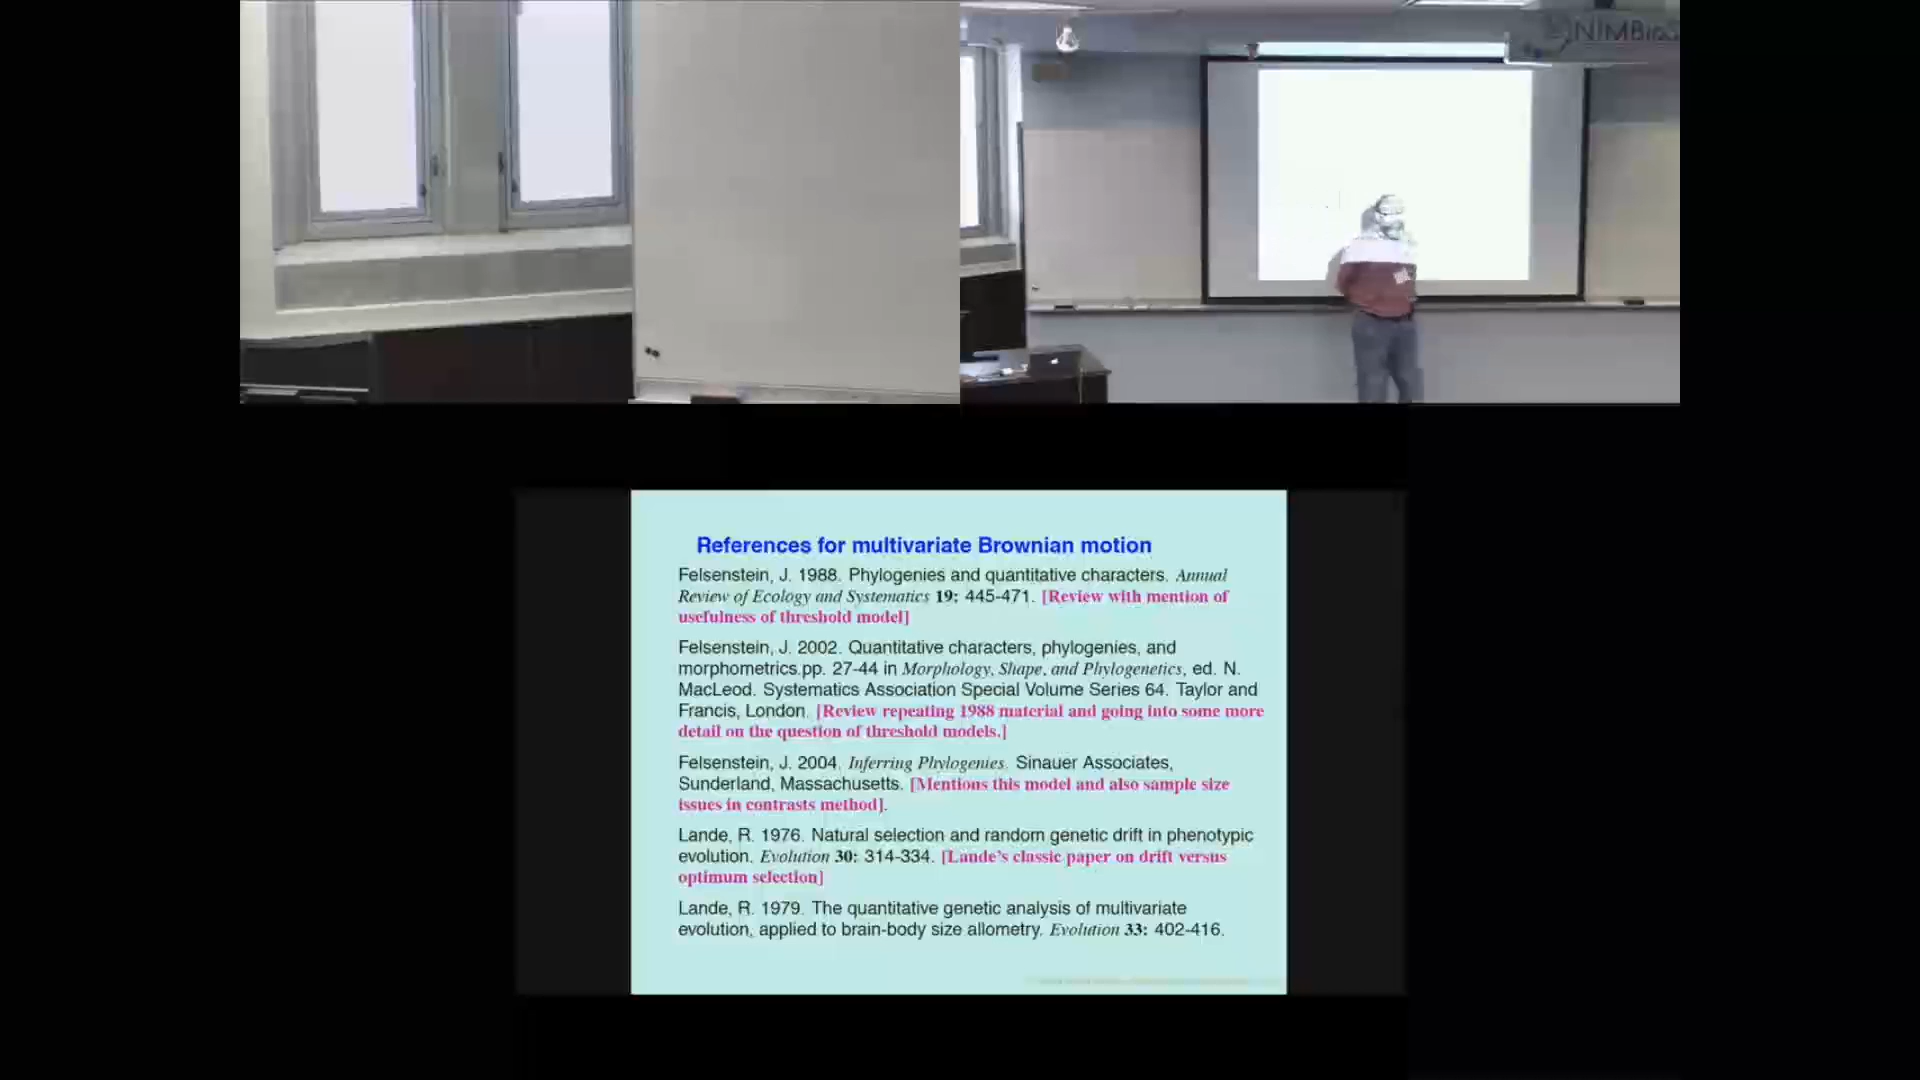 NIMBioS
References for multivariate Brownian motion
Felsenstein, J. 1988. Phylogenies and quantitative characters. Annual
Review of Ecology and Systematics 19: 445-471. [Review with mention of
usefulness of threshold model]
Felsenstein, J. 2002. Quantitative characters, phylogenies, and
morphometrics.pp. 27-44 in Morphology, Shape, and Phylogenetics, ed. N.
MacLeod. Systematics Association Special Volume Series 64. Taylor and
Francis, London. [Review repeating 1988 material and going into some more
detail on the question of threshold models.]
Felsenstein, J. 2004. Inferring Phylogenies. Sinauer Associates,
Sunderland, Massachusetts. [Mentions this model and also sample size
issues in contrasts method].
Lande, R. 1976. Natural selection and random genetic drift in phenotypic
evolution. Evolution 30: 314-334. [Lande's classic paper on drift versus
optimum selection]
Lande, R. 1979. The quantitative genetic analysis of multivariate
evolution, applied to brain-body size allometry. Evolution 33: 402-416.